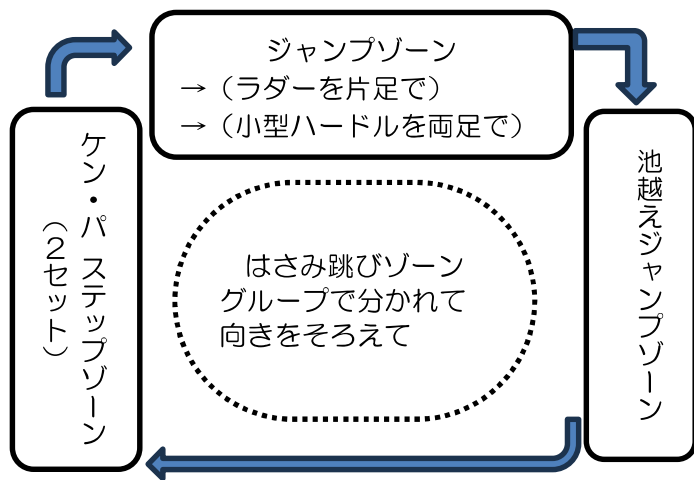 ジャンプゾーン
→（ラダーを片足で）
→（小型ハードルを両足で）
ケン・パ ステップゾーン
（２セット）
はさみ跳びゾーン
グループで分かれて
向きをそろえて
池越えジャンプゾーン